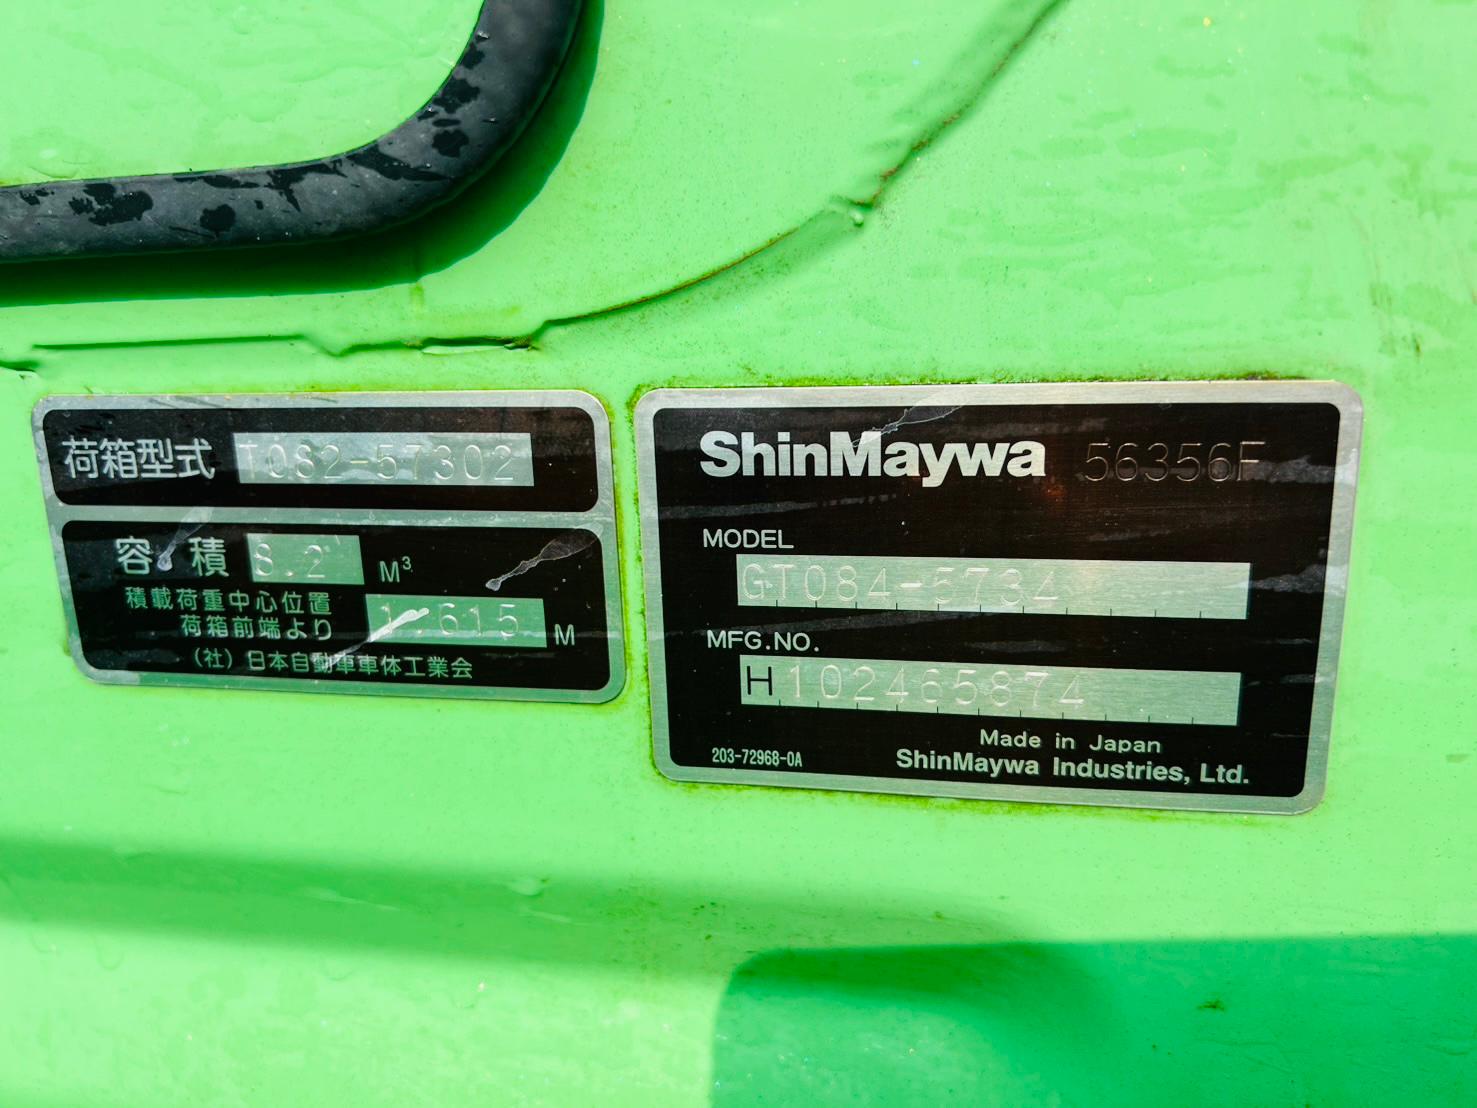 荷箱型式 T082-57302
容 積 8.2 M³
積載荷重中心位置
荷箱前端より 1.615 M
(社)日本自動車車体工業会
ShinMaywa 56356F
MODEL
GT084-5734
MFG.NO.
H102465874
Made in Japan
203-72968-0A ShinMaywa Industries, Ltd.